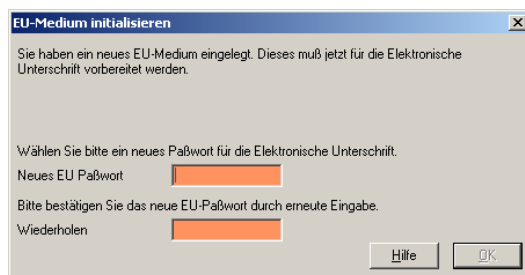 EU-Medium initialisieren
Sie haben ein neues EU-Medium eingelegt. Dieses muß jetzt für die Elektronische
Unterschrift vorbereitet werden.
Wählen Sie bitte ein neues Paßwort für die Elektronische Unterschrift.
Neues EU Paßwort
Bitte bestätigen Sie das neue EU-Paßwort durch erneute Eingabe.
Wiederholen
Hilfe OK